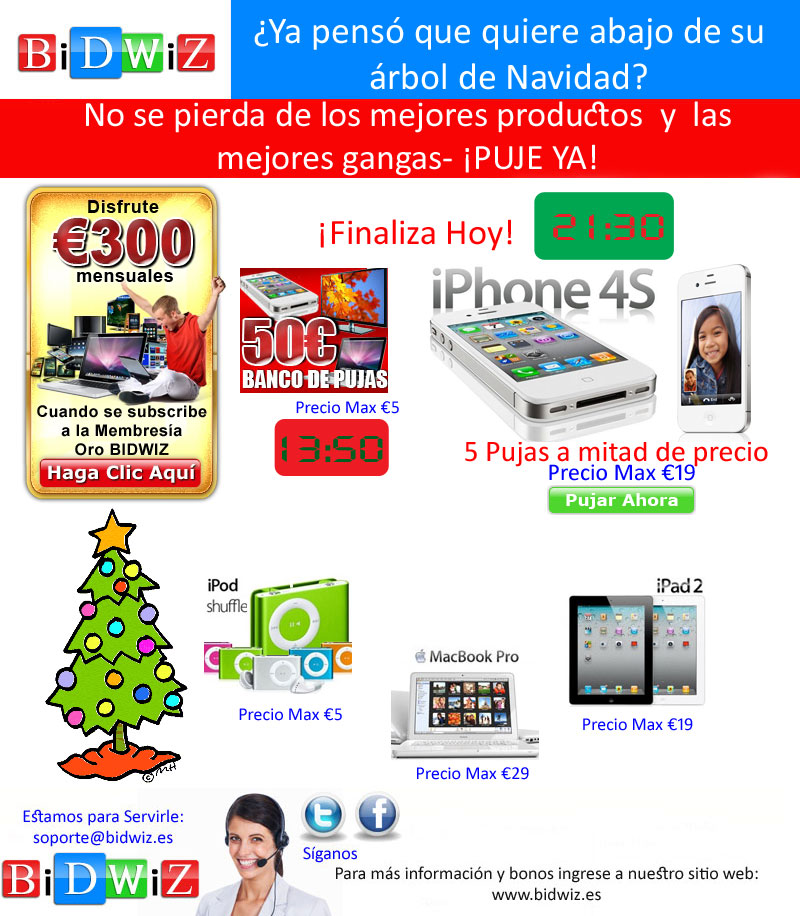 BiDWiZ
¿Ya pensó que quiere abajo de su
árbol de Navidad?
No se pierda de los mejores productos y las
mejores gangas- ¡PUJE YA!
Disfrute
€300
mensuales
Cuando se subscribe
a la Membresía
Oro BIDWIZ
Haga Clic Aquí
¡Finaliza Hoy!
21:30
50€
BANCO DE PUJAS
Precio Max €5
13:50
iPhone 4S
5 Pujas a mitad de precio
Precio Max €19
Pujar Ahora
© MH
iPod
shuffle
Precio Max €5
MacBook Pro
Precio Max €29
iPad 2
Precio Max €19
Estamos para Servirle:
soporte@bidwiz.es
BiDWiZ
Síganos
Para más información y bonos ingrese a nuestro sitio web:
www.bidwiz.es